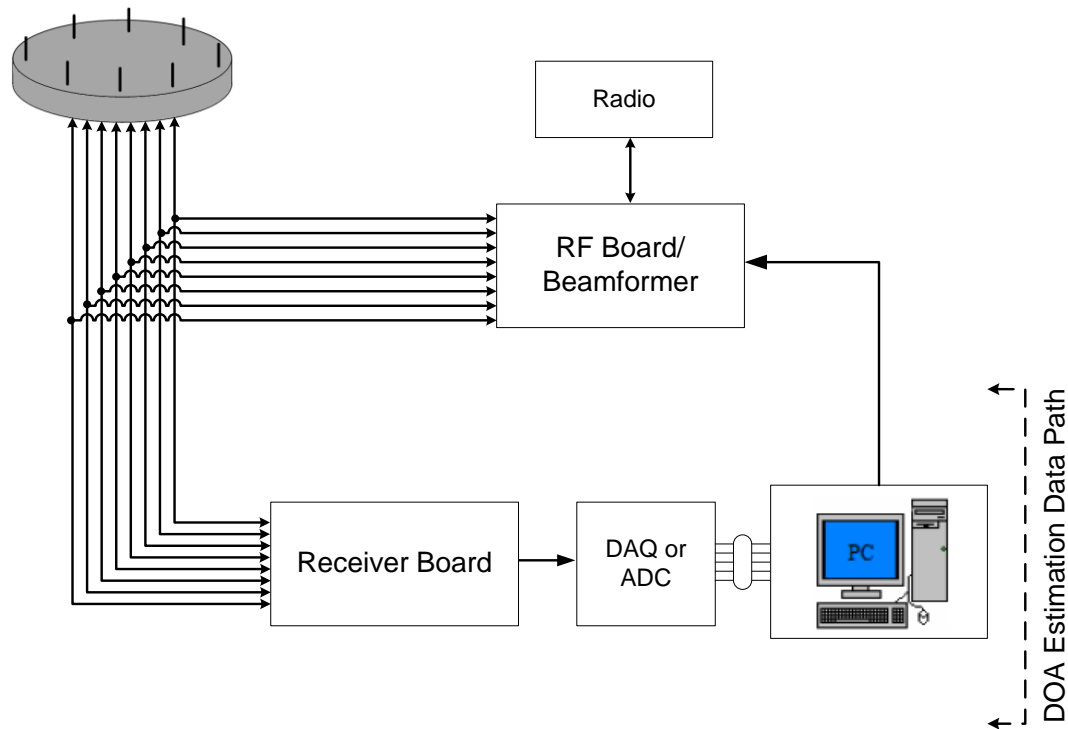 Radio
RF Board/
Beamformer
Receiver Board
DAQ or
ADC
PC
DOA Estimation Data Path